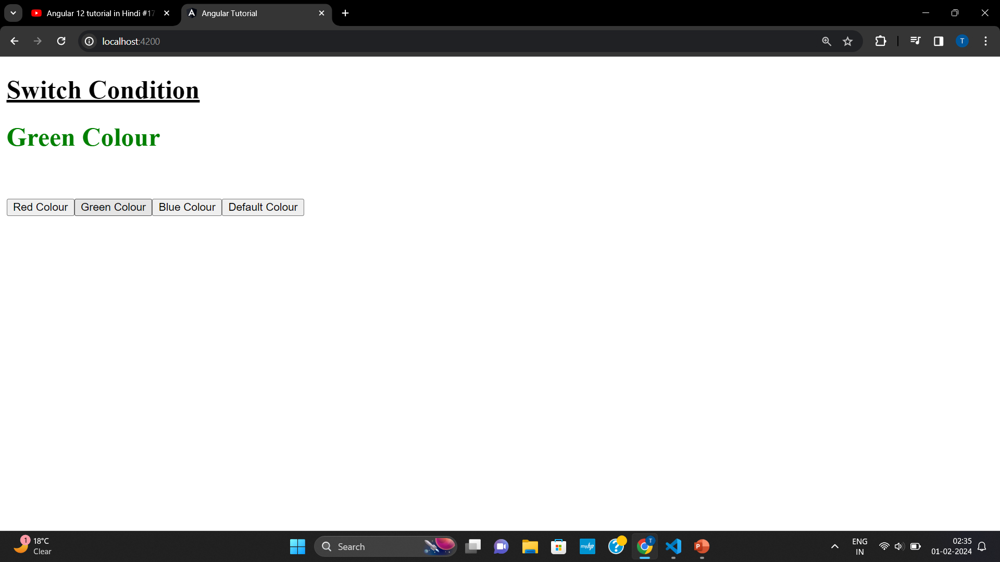 Angular 12 tutorial in Hindi #17
Angular Tutorial
localhost:4200
T
Switch Condition
Green Colour
Red Colour Green Colour Blue Colour Default Colour
1
18°C
Clear
Search
myhp
T
P
ENG
IN
02:35
01-02-2024